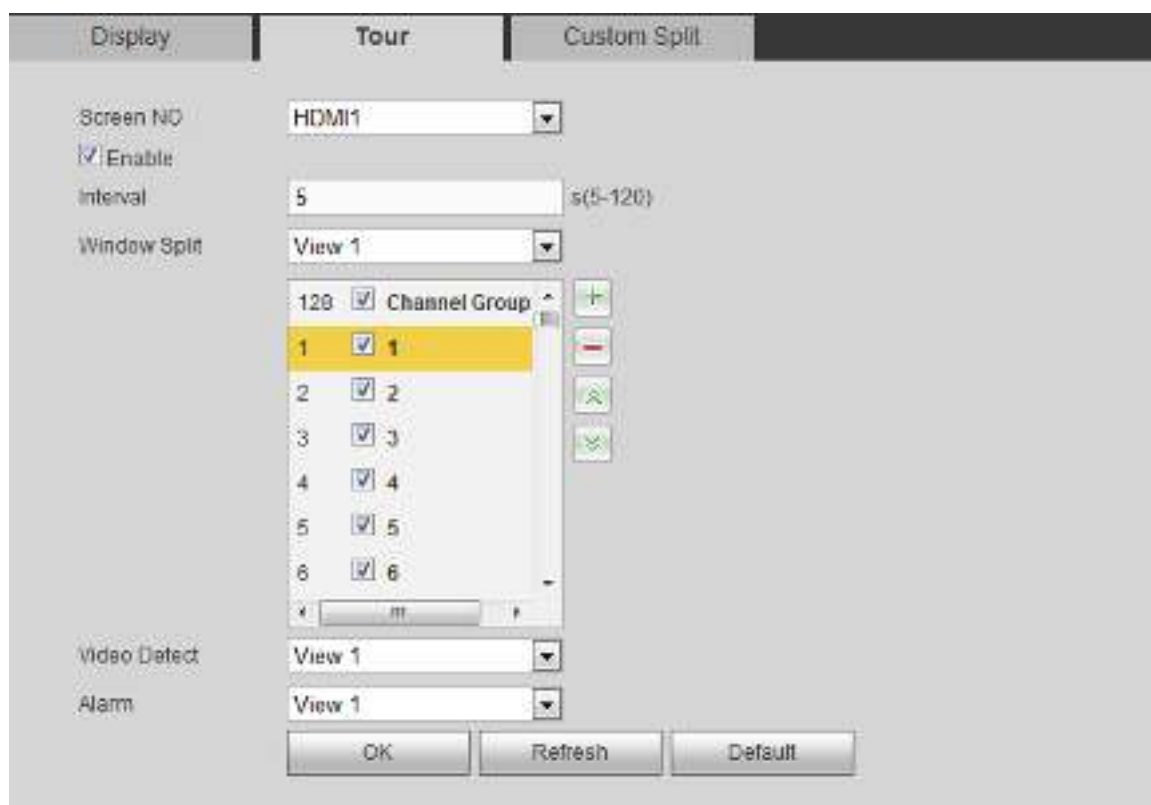 Display Tour Custom Split
Screen NO HDMI1
Enable
Interval 5 s(5-120)
Window Split View 1
128 Channel Group
1 1
2 2
3 3
4 4
5 5
6 6
Video Detect View 1
Alarm View 1
OK Refresh Default